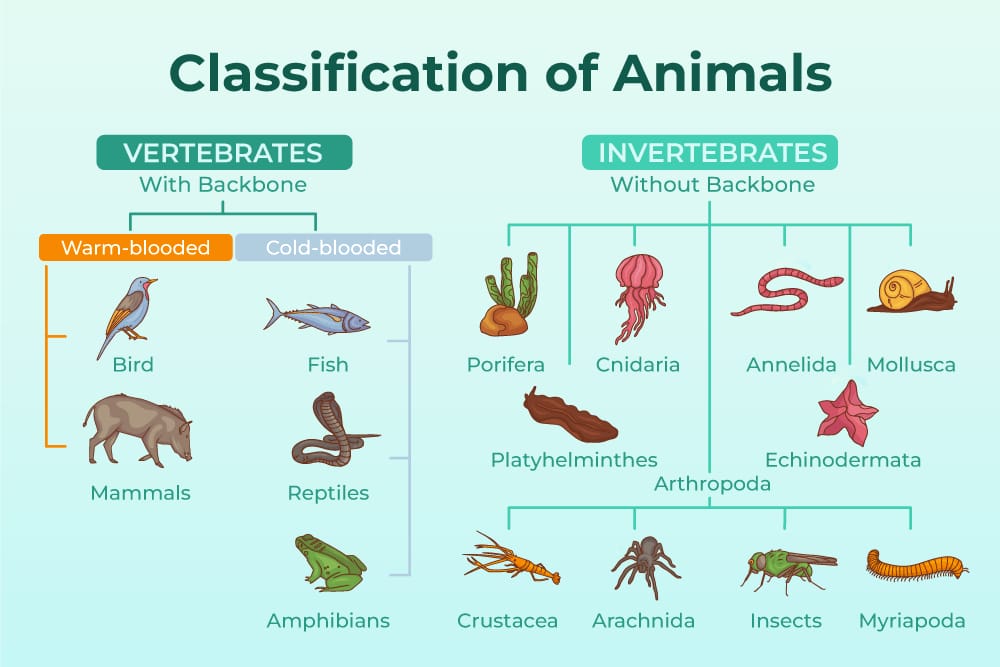 Classification of Animals
VERTEBRATES
With Backbone
Warm-blooded
Cold-blooded
Bird
Fish
Mammals
Reptiles
Amphibians
INVERTEBRATES
Without Backbone
Porifera
Cnidaria
Annelida
Mollusca
Platyhelminthes
Echinodermata
Arthropoda
Crustacea
Arachnida
Insects
Myriapoda